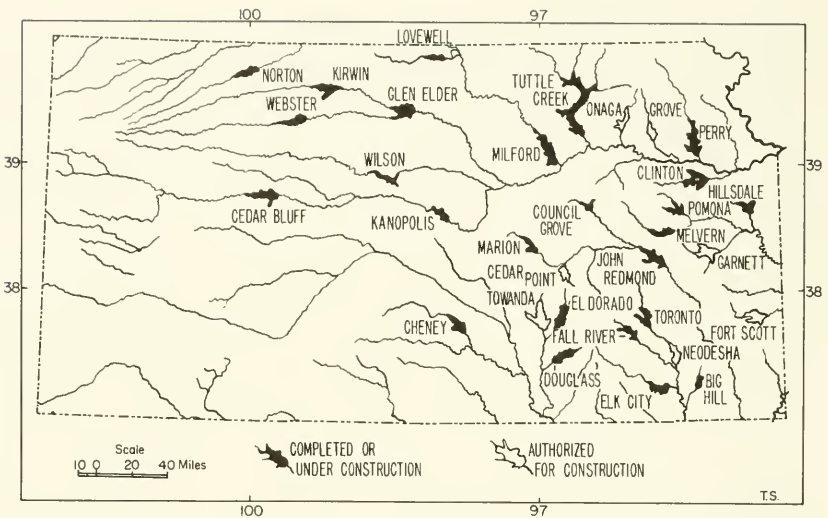 100
97
LOVEWELL
NORTON
KIRWIN
TUTTLE
CREEK
GLEN ELDER
WEBSTER
ONAGA
GROVE
PERRY
39
39
WILSON
MILFORD
CLINTON
HILLSDALE
CEDAR BLUFF
KANOPOLIS
COUNCIL
GROVE
POMONA
MELVERN
MARION
JOHN
REDMOND
GARNETT
CEDAR
POINT
38
38
TOWANDA
EL DORADO
TORONTO
CHENEY
FALL RIVER
FORT SCOTT
NEODESHA
DOUGLASS
BIG
HILL
ELK CITY
Scale
10 0 20 40 Miles
COMPLETED OR
UNDER CONSTRUCTION
AUTHORIZED
FOR CONSTRUCTION
T.S.
100
97